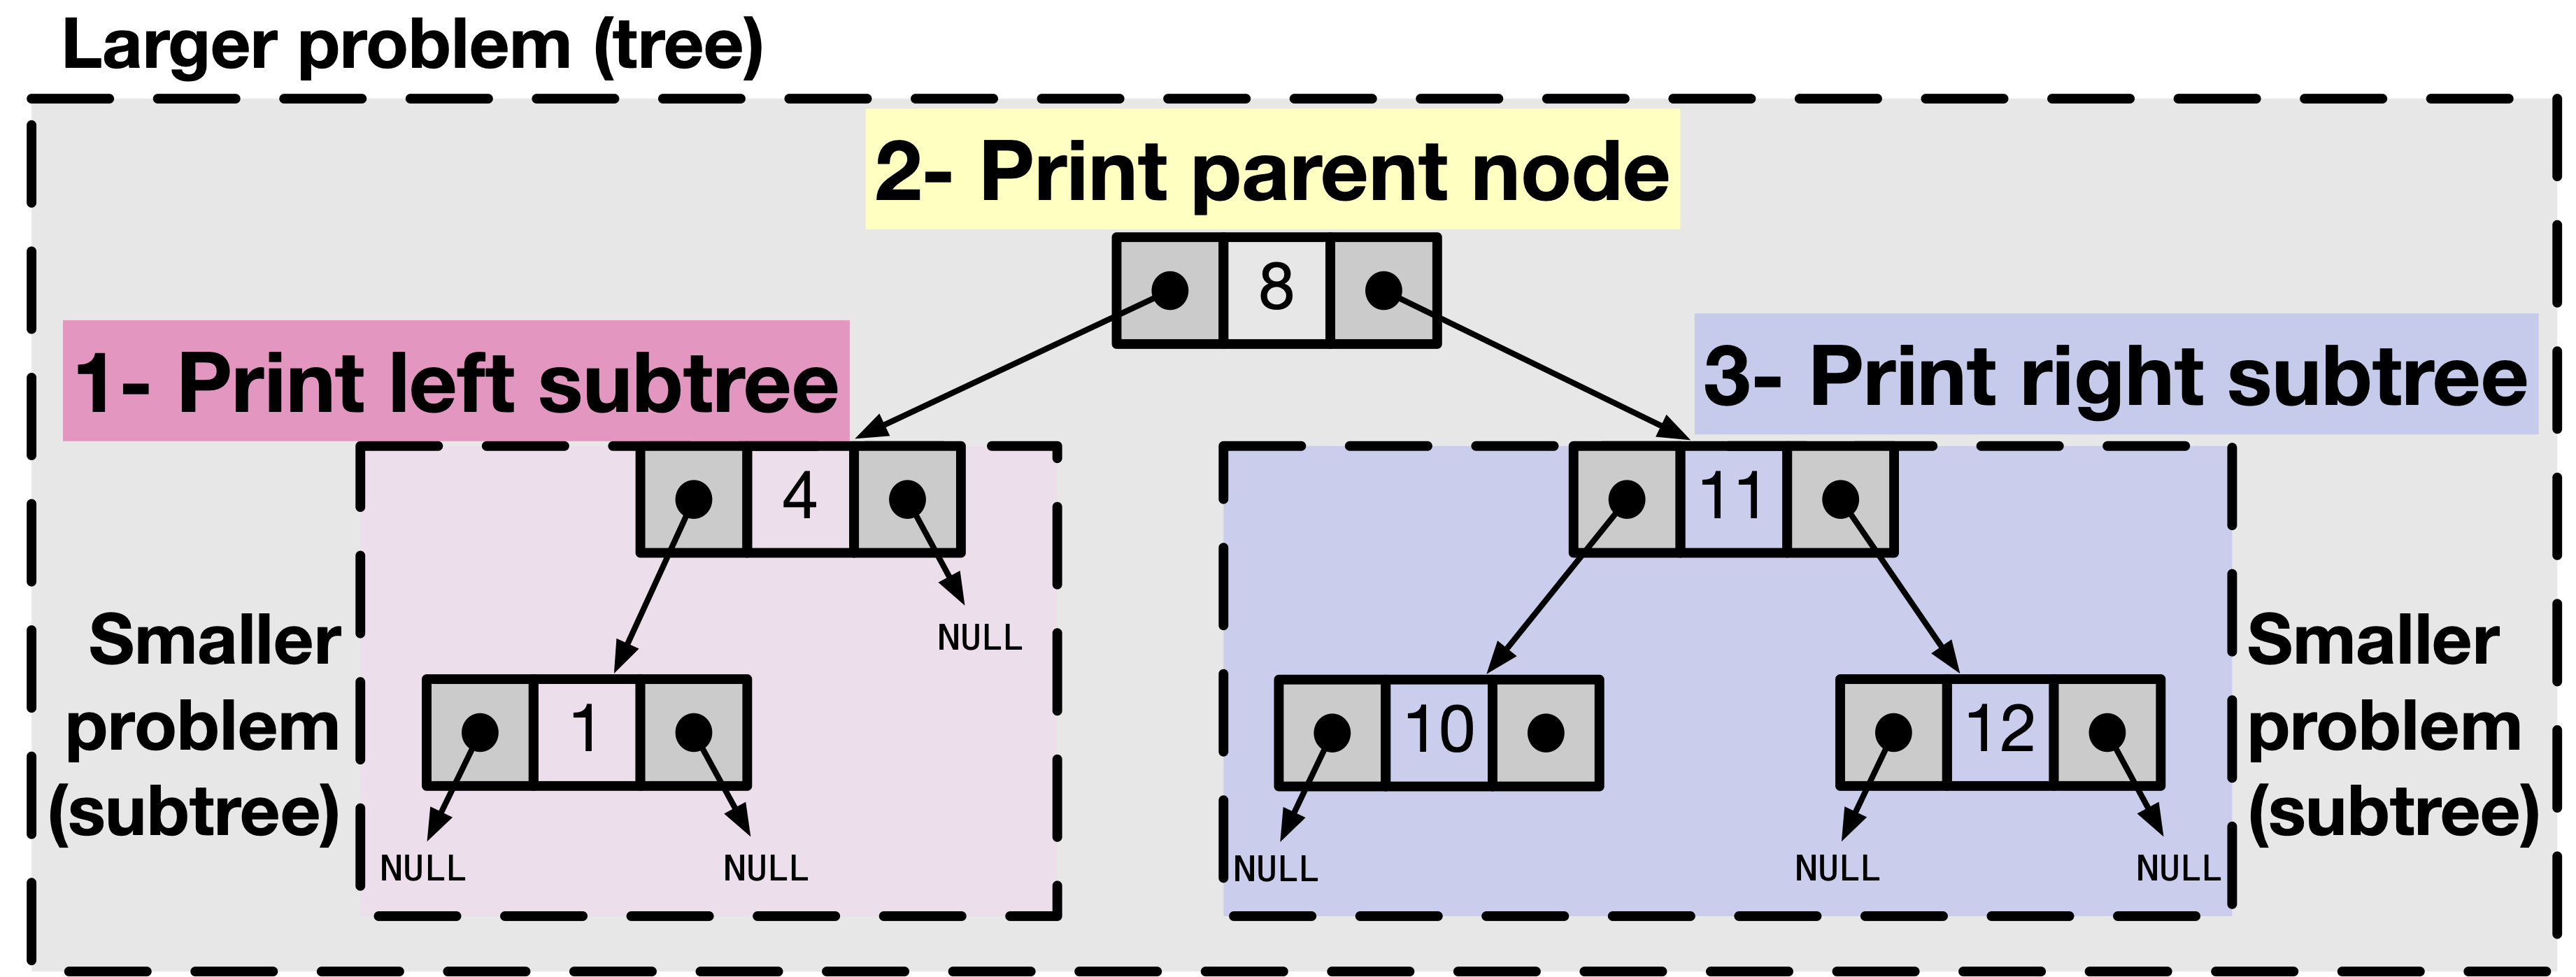 Larger problem (tree)
2- Print parent node
8
1- Print left subtree
3- Print right subtree
4
11
Smaller
problem
(subtree)
NULL
1
10
12
NULL
NULL
NULL
NULL
NULL
Smaller
problem
(subtree)